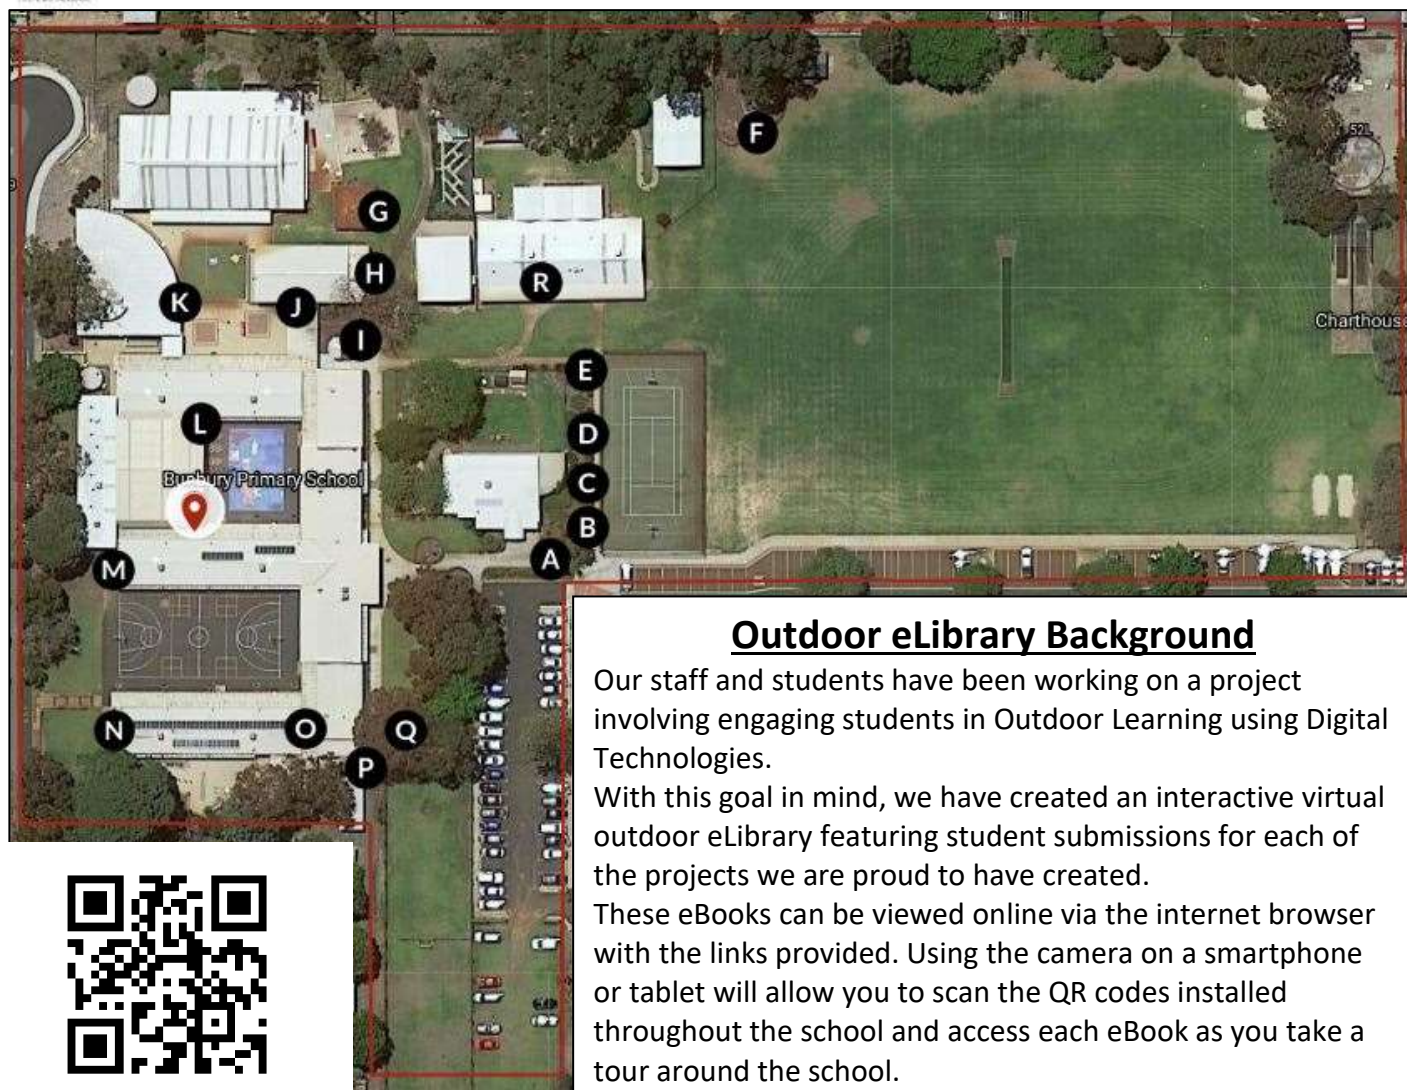 F
52L
G
H
R
K
J
I
Charthouse
E
L
D
Bunbury Primary School
C
B
A
M
N
O
Q
P
Outdoor eLibrary Background
Our staff and students have been working on a project
involving engaging students in Outdoor Learning using Digital
Technologies.
With this goal in mind, we have created an interactive virtual
outdoor eLibrary featuring student submissions for each of
the projects we are proud to have created.
These eBooks can be viewed online via the internet browser
with the links provided. Using the camera on a smartphone
or tablet will allow you to scan the QR codes installed
throughout the school and access each eBook as you take a
tour around the school.